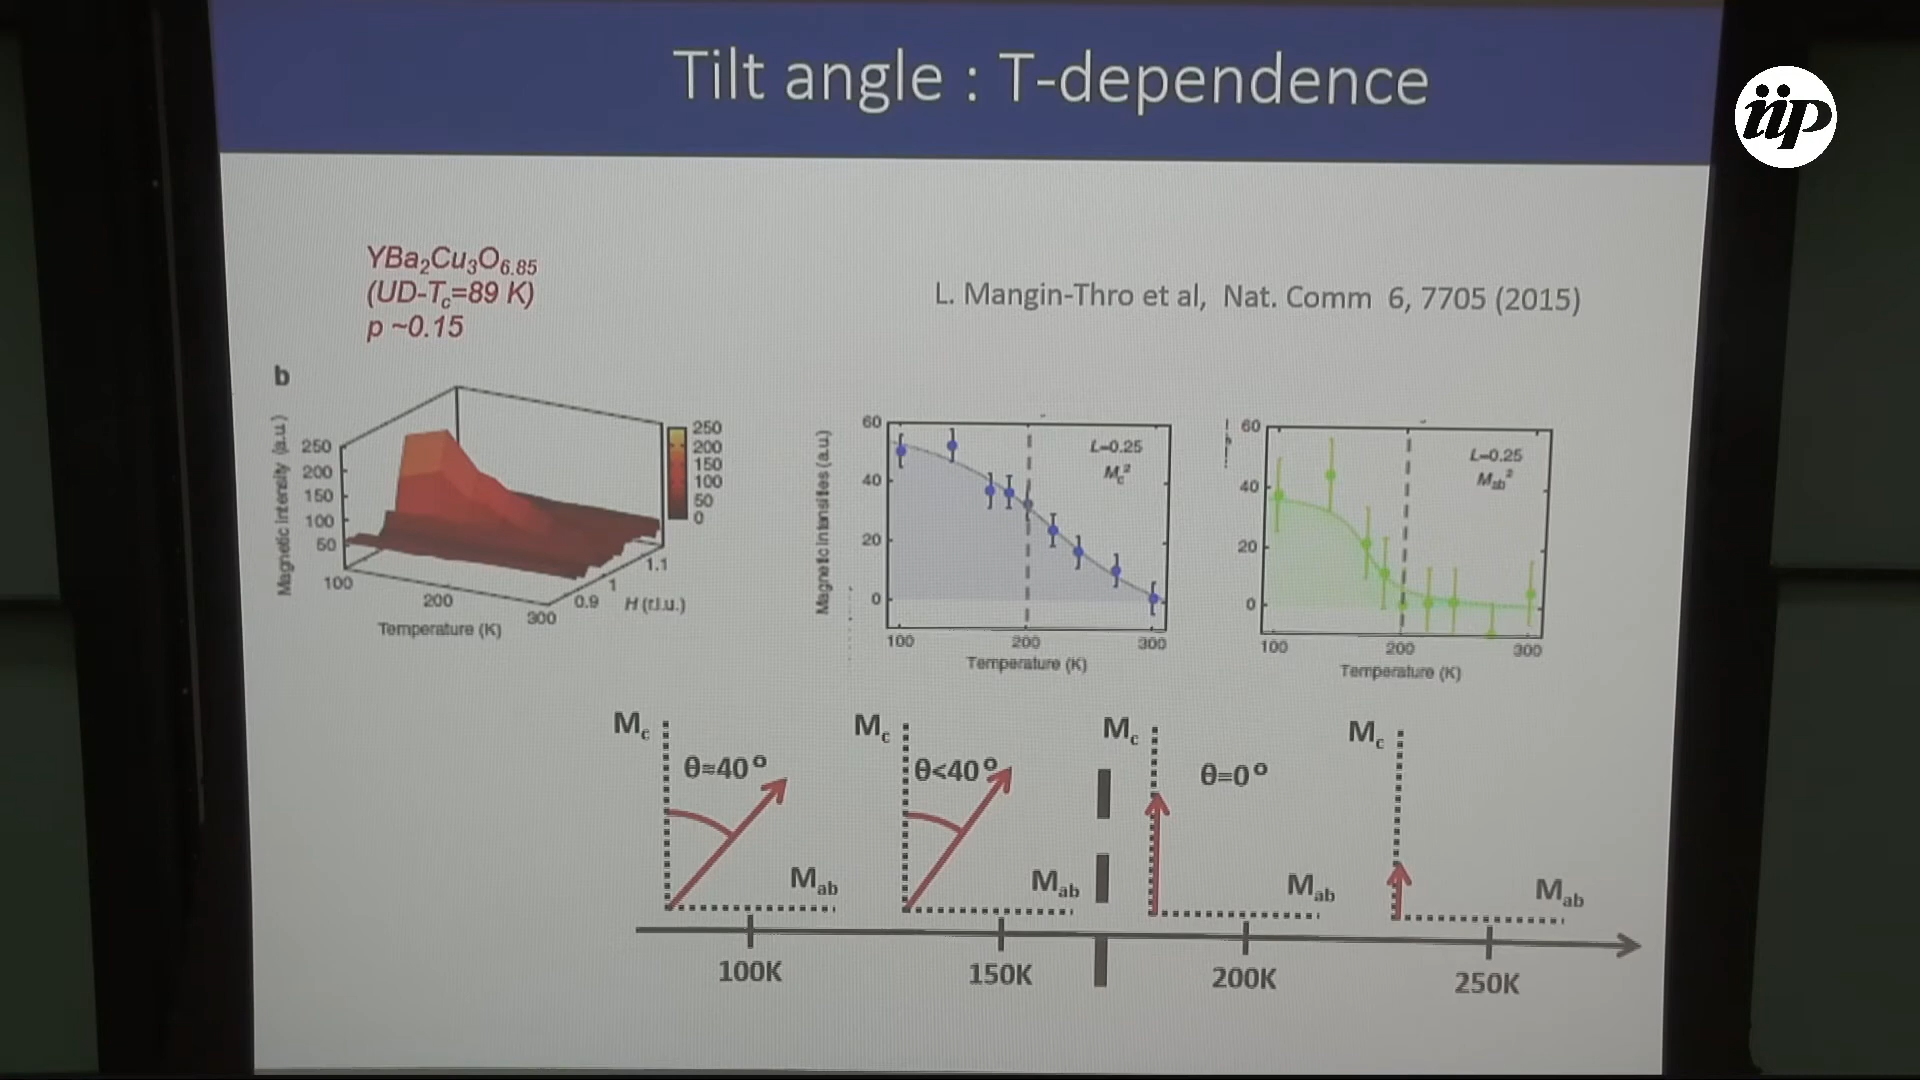 Tilt angle : T-dependence
iip
YBa₂Cu₃O₆.₈₅
(UD-Tc=89 K)
p ~0.15
L. Mangin-Thro et al, Nat. Comm 6, 7705 (2015)
b
Magnetic intensity (a.u.)
250
200
150
100
50
100
200
300
Temperature (K)
0.9
1
1.1
H (r.l.u.)
250
200
150
100
50
0
Magnetic intensites (a.u.)
60
40
20
0
L=0.25
Mc²
100
200
300
Temperature (K)
60
40
20
0
L=0.25
Mab²
100
200
300
Temperature (K)
Mc
θ≈40°
Mab
Mc
θ<40°
Mab
Mc
θ=0°
Mab
Mc
Mab
100K
150K
200K
250K